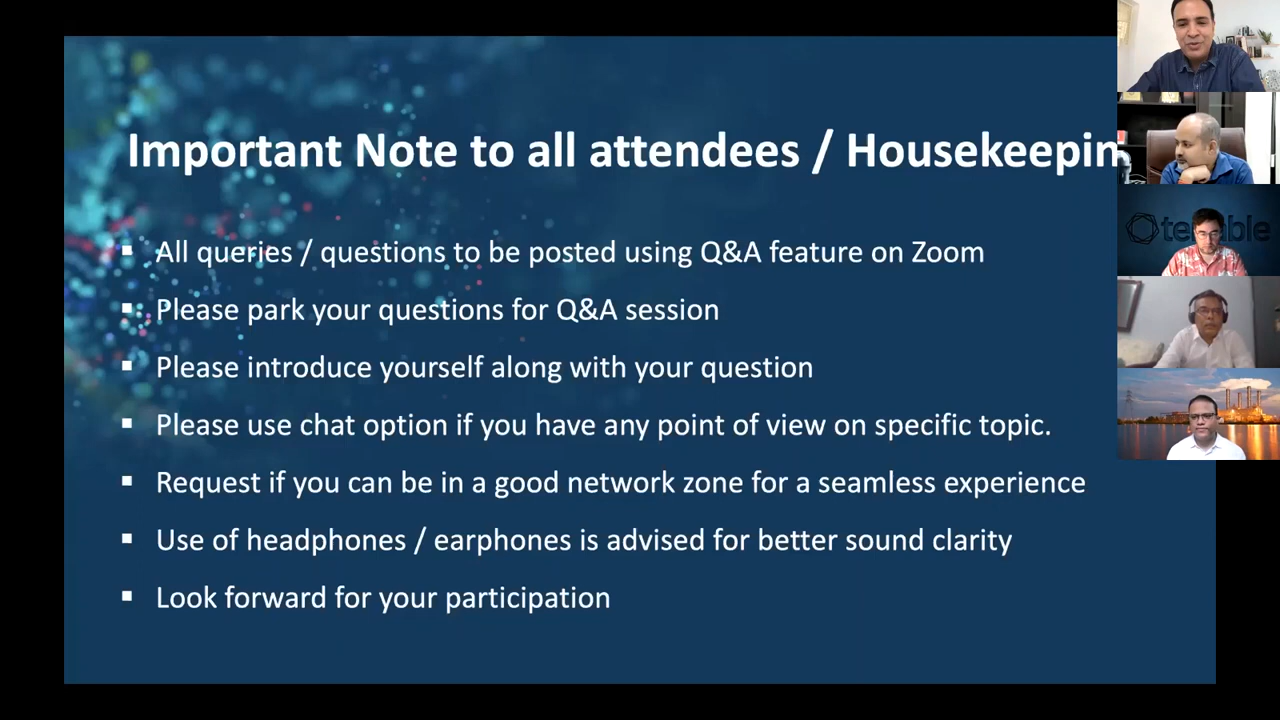 Important Note to all attendees / Housekeepin
▪ All queries / questions to be posted using Q&A feature on Zoom
▪ Please park your questions for Q&A session
▪ Please introduce yourself along with your question
▪ Please use chat option if you have any point of view on specific topic.
▪ Request if you can be in a good network zone for a seamless experience
▪ Use of headphones / earphones is advised for better sound clarity
▪ Look forward for your participation